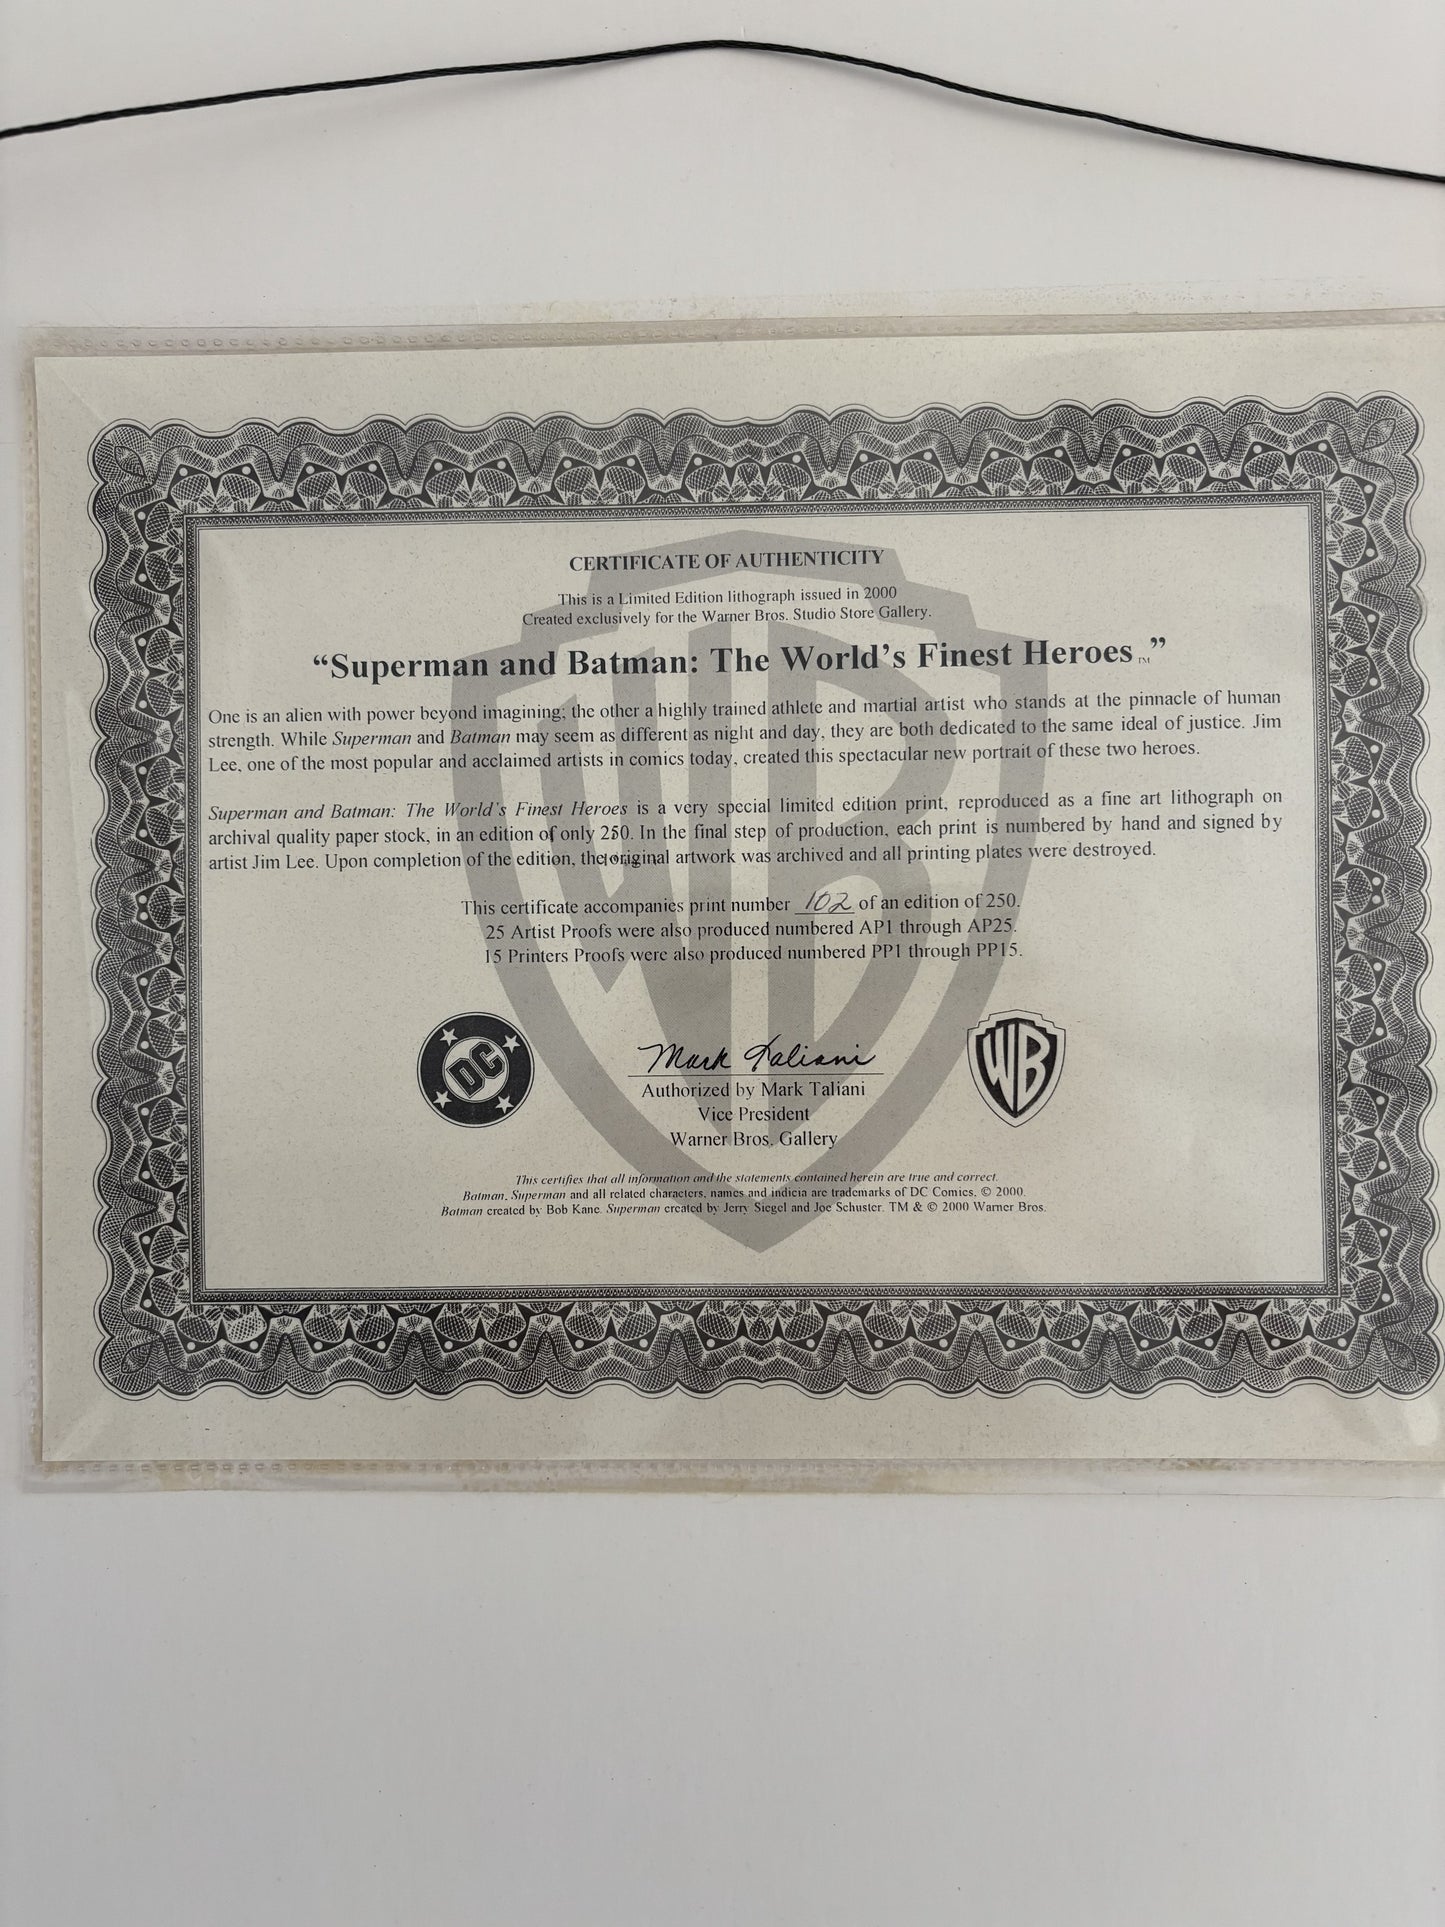 CERTIFICATE OF AUTHENTICITY
This is a Limited Edition lithograph issued in 2000
Created exclusively for the Warner Bros. Studio Store Gallery.
“Superman and Batman: The World’s Finest Heroes™”
One is an alien with power beyond imagining; the other a highly trained athlete and martial artist who stands at the pinnacle of human
strength. While Superman and Batman may seem as different as night and day, they are both dedicated to the same ideal of justice. Jim
Lee, one of the most popular and acclaimed artists in comics today, created this spectacular new portrait of these two heroes.
Superman and Batman: The World's Finest Heroes is a very special limited edition print, reproduced as a fine art lithograph on
archival quality paper stock, in an edition of only 250. In the final step of production, each print is numbered by hand and signed by
artist Jim Lee. Upon completion of the edition, the original artwork was archived and all printing plates were destroyed.
This certificate accompanies print number 102 of an edition of 250.
25 Artist Proofs were also produced numbered AP1 through AP25.
15 Printers Proofs were also produced numbered PP1 through PP15.
DC
Mark Taliani
WB
Authorized by Mark Taliani
Vice President
Warner Bros. Gallery
This certifies that all information and the statements contained herein are true and correct.
Batman, Superman and all related characters, names and indicia are trademarks of DC Comics, © 2000.
Batman created by Bob Kane. Superman created by Jerry Siegel and Joe Schuster. TM & © 2000 Warner Bros.